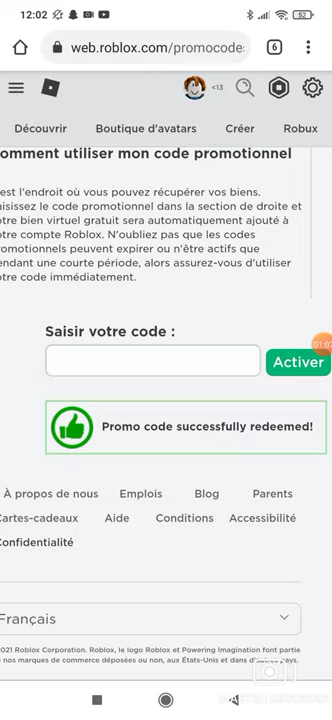 12:02
52
web.roblox.com/promocode:
6
<13
Découvrir Boutique d'avatars Créer Robux
omment utiliser mon code promotionnel
est l'endroit où vous pouvez récupérer vos biens.
aisissez le code promotionnel dans la section de droite et
otre bien virtuel gratuit sera automatiquement ajouté à
otre compte Roblox. N'oubliez pas que les codes
romotionnels peuvent expirer ou n'être actifs que
endant une courte période, alors assurez-vous d'utiliser
otre code immédiatement.
Saisir votre code :
01:07
Activer
Promo code successfully redeemed!
À propos de nous Emplois Blog Parents
Cartes-cadeaux Aide Conditions Accessibilité
Confidentialité
Français
021 Roblox Corporation. Roblox, le logo Roblox et Powering Imagination font partie
nos marques de commerce déposées ou non, aux États-Unis et dans pays.